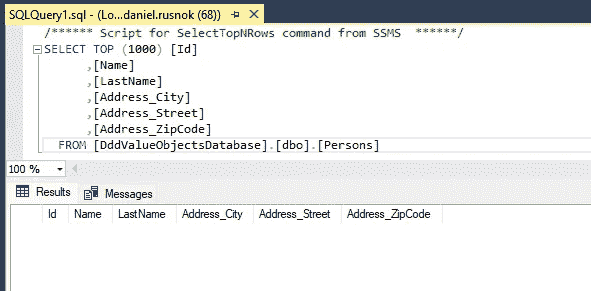 SQLQuery1.sql - (Lo...daniel.rusnok (68))
/****** Script for SelectTopNRows command from SSMS  ******/
SELECT TOP (1000) [Id]
,[Name]
,[LastName]
,[Address_City]
,[Address_Street]
,[Address_ZipCode]
FROM [DddValueObjectsDatabase].[dbo].[Persons]
100 %
Results Messages
Id Name LastName Address_City Address_Street Address_ZipCode